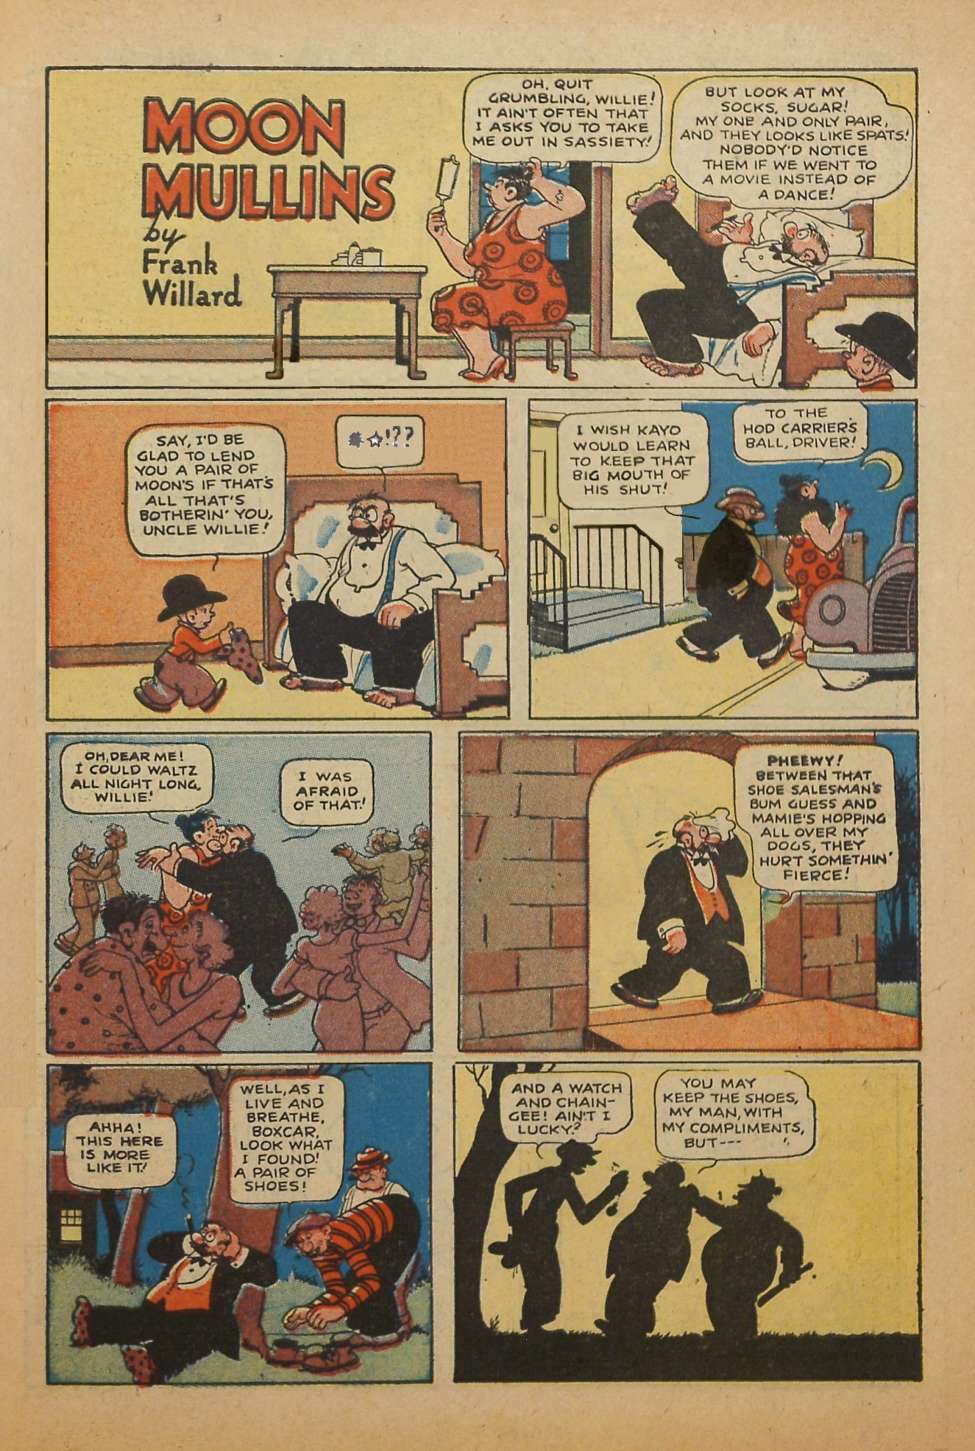 MOON
MULLINS
by
Frank
Willard
OH, QUIT
GRUMBLING, WILLIE!
IT AIN'T OFTEN THAT
I ASKS YOU TO TAKE
ME OUT IN SASSIETY!
BUT LOOK AT MY
SOCKS, SUGAR!
MY ONE AND ONLY PAIR,
AND THEY LOOKS LIKE SPATS!
NOBODY'D NOTICE
THEM IF WE WENT TO
A MOVIE INSTEAD OF
A DANCE!
SAY, I'D BE
GLAD TO LEND
YOU A PAIR OF
MOON'S IF THAT'S
ALL THAT'S
BOTHERIN' YOU,
UNCLE WILLIE!
*☆!??
I WISH KAYO
WOULD LEARN
TO KEEP THAT
BIG MOUTH OF
HIS SHUT!
TO THE
HOD CARRIER'S
BALL, DRIVER!
OH, DEAR ME!
I COULD WALTZ
ALL NIGHT LONG,
WILLIE!
I WAS
AFRAID
OF THAT!
PHEEWY!
BETWEEN THAT
SHOE SALESMAN'S
BUM GUESS AND
MAMIE'S HOPPING
ALL OVER MY
DOGS, THEY
HURT SOMETHIN'
FIERCE!
AHHA!
THIS HERE
IS MORE
LIKE IT!
WELL, AS I
LIVE AND
BREATHE,
BOXCAR,
LOOK WHAT
I FOUND!
A PAIR OF
SHOES!
AND A WATCH
AND CHAIN-
GEE! AIN'T I
LUCKY?
YOU MAY
KEEP THE SHOES,
MY MAN, WITH
MY COMPLIMENTS,
BUT---